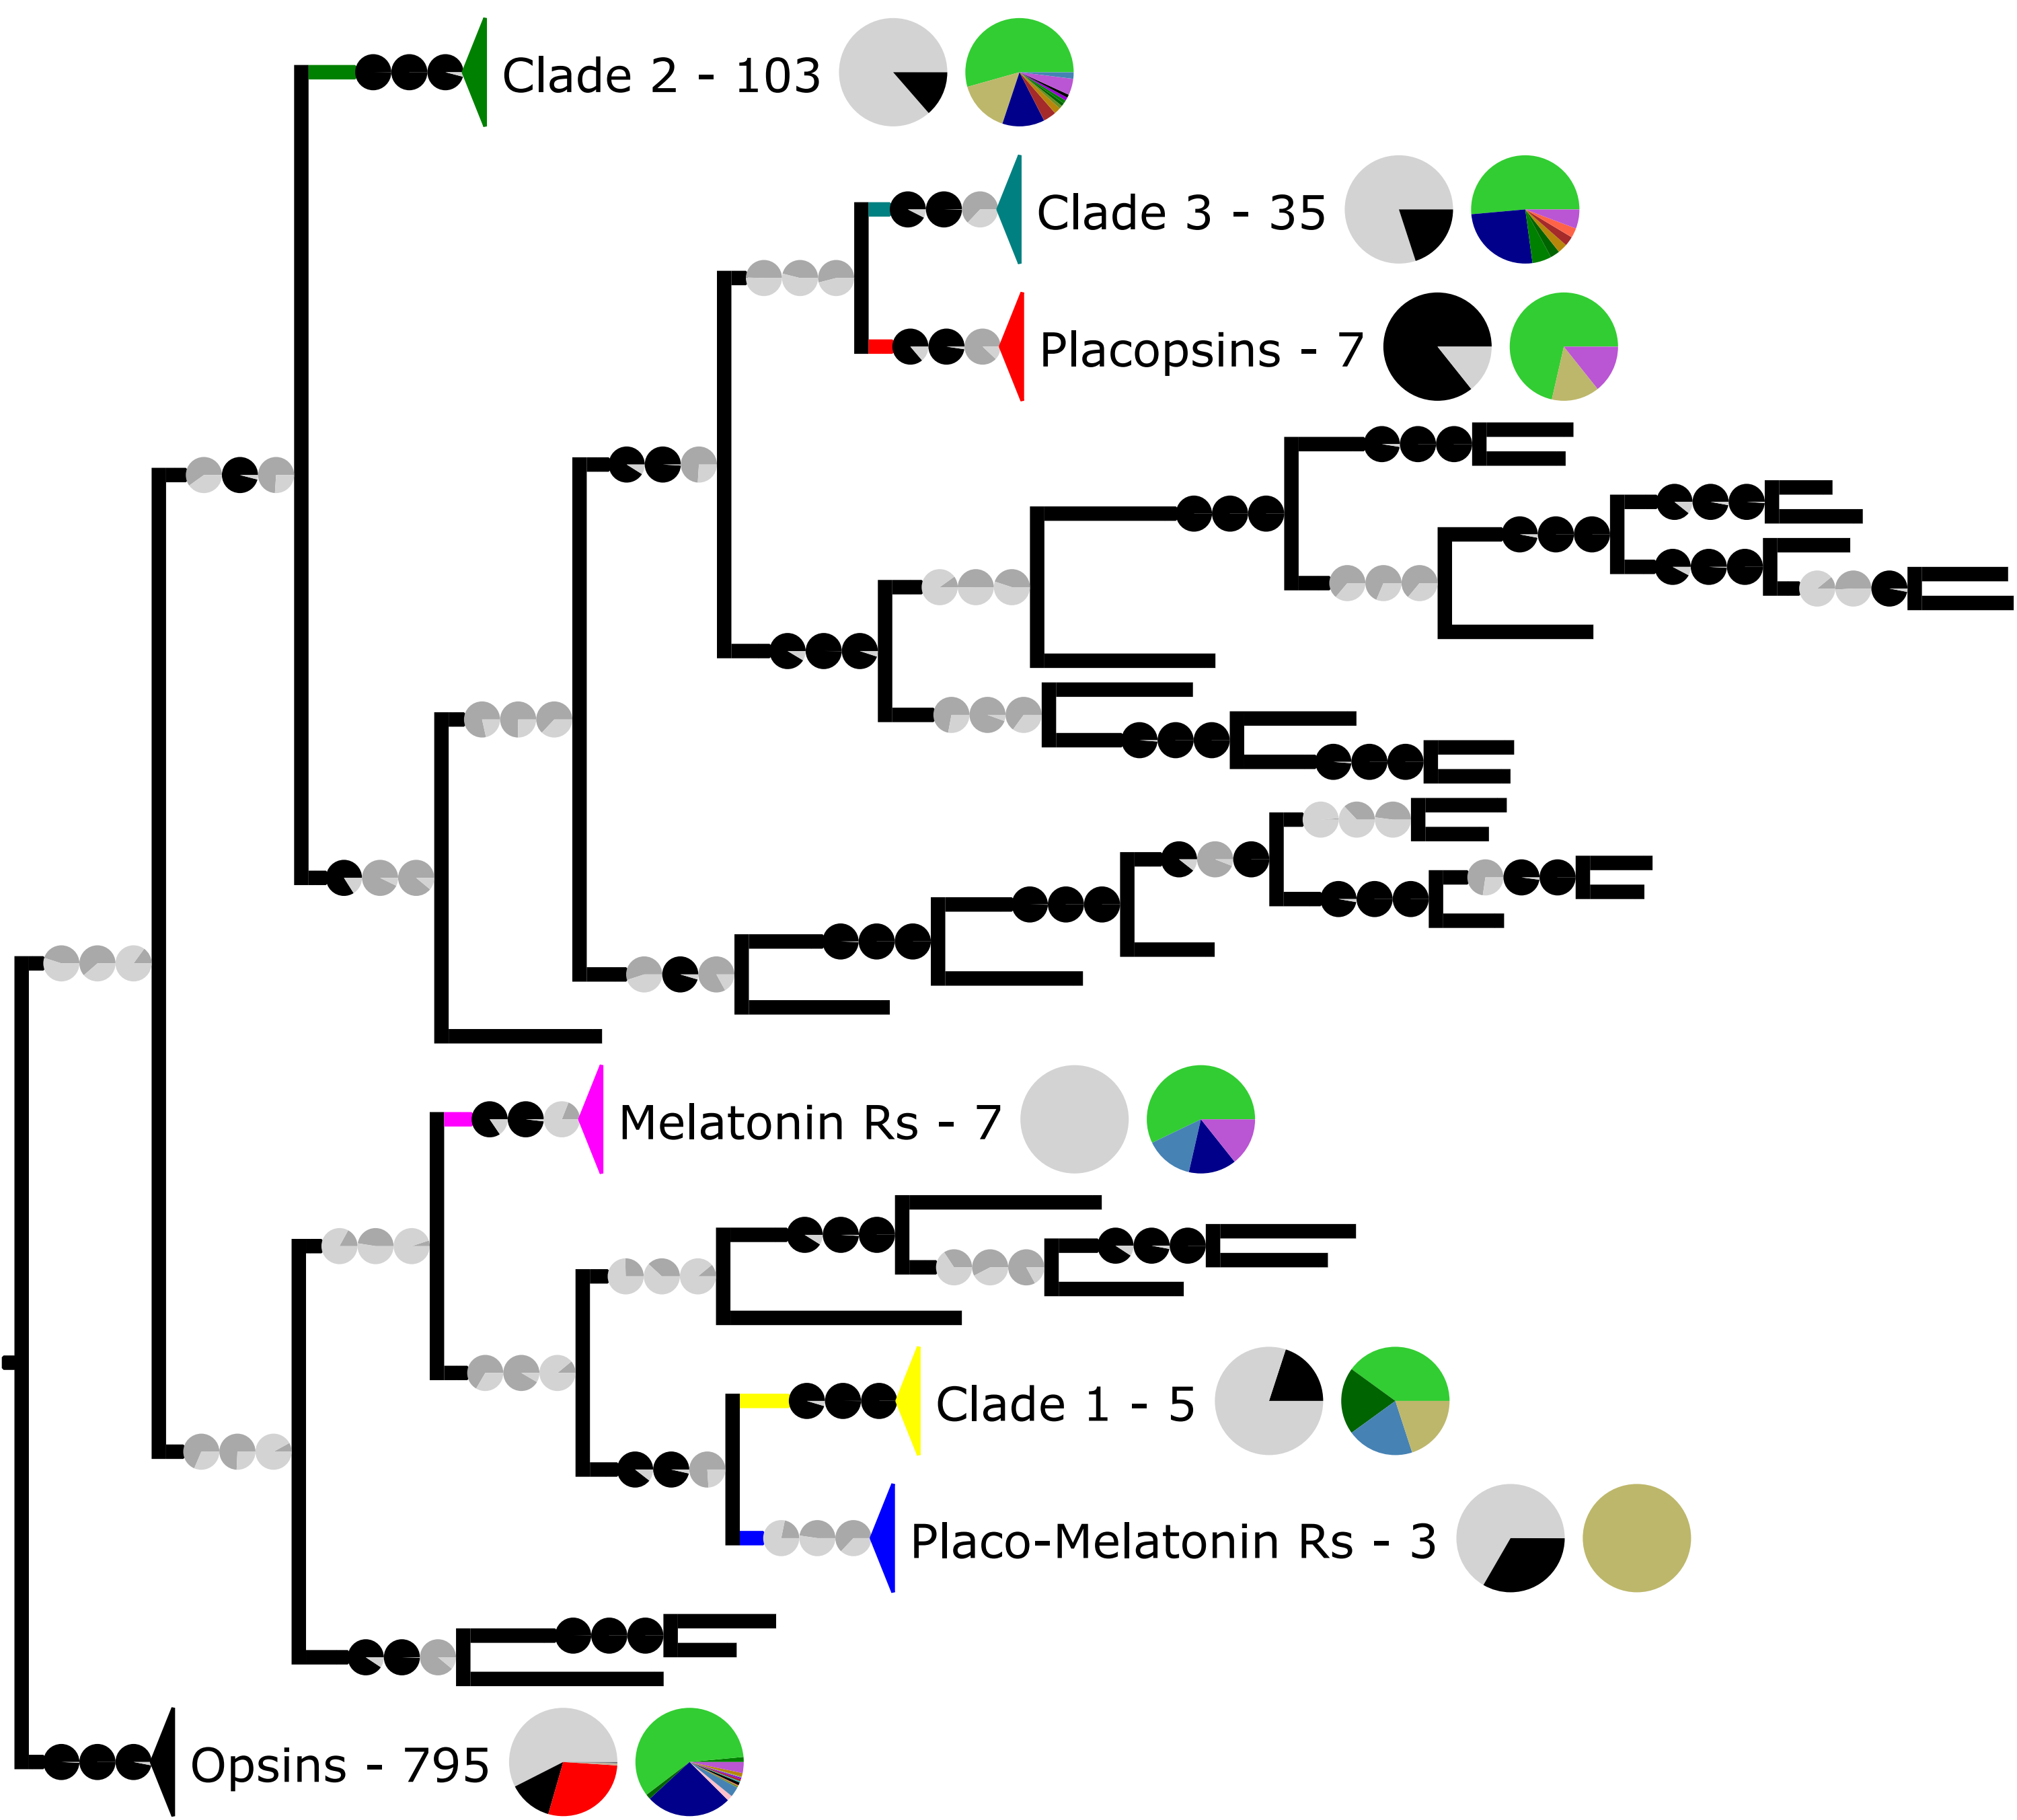 Clade 2 - 103
Clade 3 - 35
Placopsins - 7
Melatonin Rs - 7
Clade 1 - 5
Placo-Melatonin Rs - 3
Opsins - 795